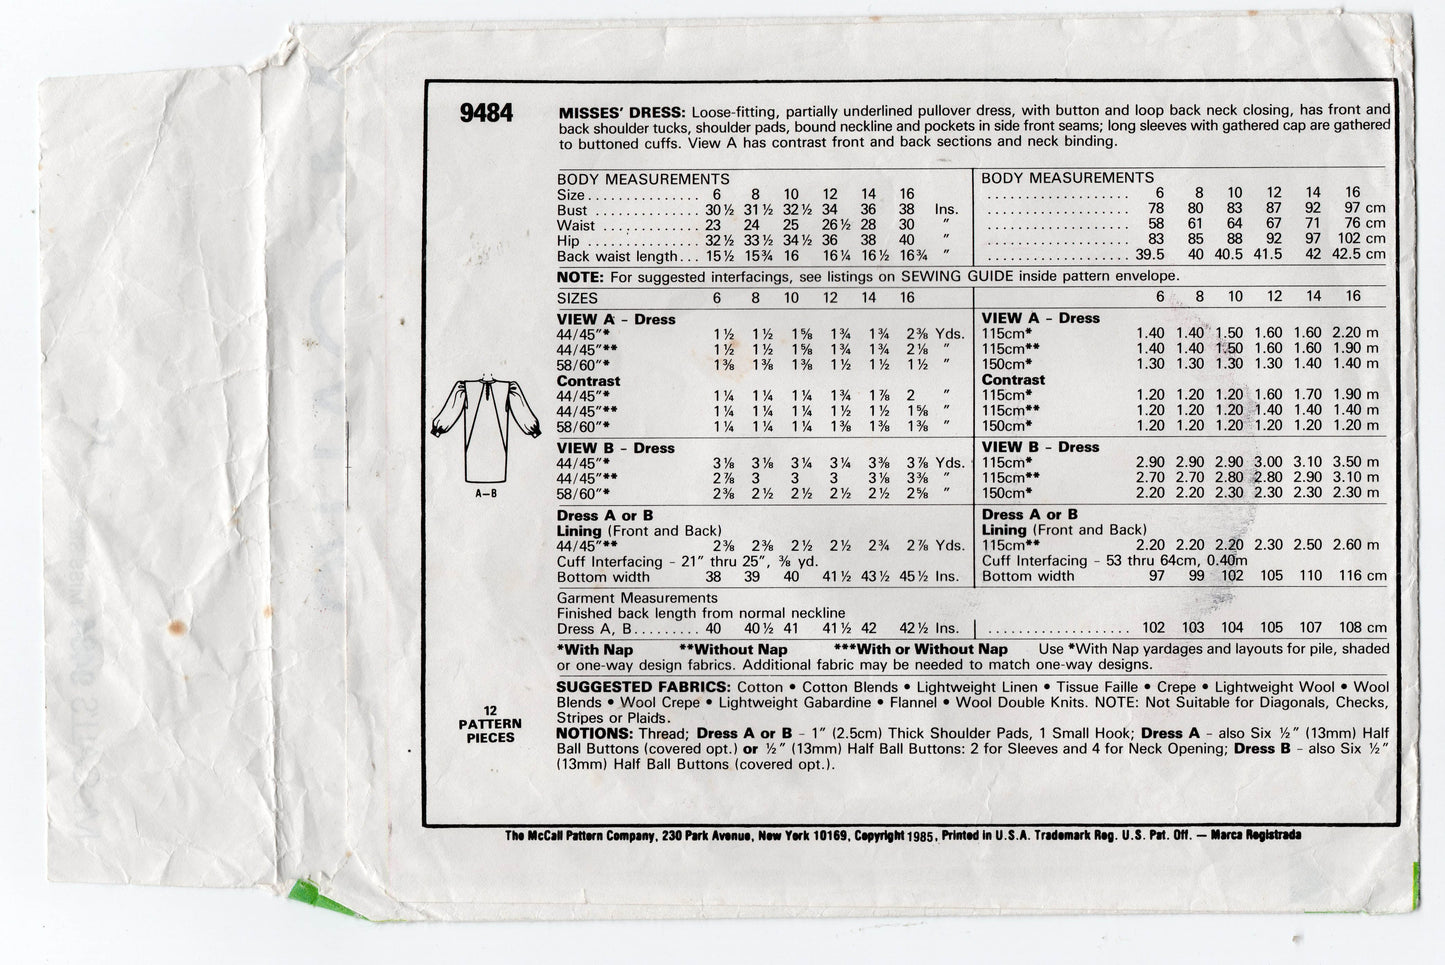 9484
MISSES' DRESS: Loose-fitting, partially underlined pullover dress, with button and loop back neck closing, has front and
back shoulder tucks, shoulder pads, bound neckline and pockets in side front seams; long sleeves with gathered cap are gathered
to buttoned cuffs. View A has contrast front and back sections and neck binding.
BODY MEASUREMENTS
Size............... 6 8 10 12 14 16
Bust .............. 30½ 31½ 32½ 34 36 38 Ins.
Waist .............. 23 24 25 26½ 28 30 "
Hip ............... 32½ 33½ 34½ 36 38 40 "
Back waist length... 15½ 15¾ 16 16¼ 16½ 16¾ "
BODY MEASUREMENTS
................... 6 8 10 12 14 16
................... 78 80 83 87 92 97 cm
................... 58 61 64 67 71 76 cm
................... 83 85 88 92 97 102 cm
................... 39.5 40 40.5 41.5 42 42.5 cm
NOTE: For suggested interfacings, see listings on SEWING GUIDE inside pattern envelope.
SIZES 6 8 10 12 14 16
VIEW A - Dress
44/45"* 1½ 1½ 1⅝ 1¾ 1¾ 2⅜ Yds.
44/45"** 1½ 1½ 1⅝ 1¾ 1¾ 2⅛ "
58/60"* 1⅜ 1⅜ 1⅜ 1½ 1½ 1½ "
Contrast
44/45"* 1¼ 1¼ 1¼ 1¾ 1⅞ 2 "
44/45"** 1¼ 1¼ 1¼ 1½ 1½ 1⅝ "
58/60"* 1¼ 1¼ 1¼ 1⅜ 1⅜ 1⅜ "
VIEW B - Dress
44/45"* 3⅛ 3⅛ 3¼ 3¼ 3⅜ 3⅞ Yds.
44/45"** 2⅞ 3 3 3 3⅛ 3⅜ "
58/60"* 2⅜ 2½ 2½ 2½ 2½ 2⅝ "
Dress A or B
Lining (Front and Back)
44/45"** 2⅜ 2⅜ 2½ 2½ 2¾ 2⅞ Yds.
Cuff Interfacing - 21" thru 25", ⅜ yd.
Bottom width 38 39 40 41½ 43½ 45½ Ins.
6 8 10 12 14 16
VIEW A - Dress
115cm* 1.40 1.40 1.50 1.60 1.60 2.20 m
115cm** 1.40 1.40 1.50 1.60 1.60 1.90 m
150cm* 1.30 1.30 1.30 1.30 1.40 1.40 m
Contrast
115cm* 1.20 1.20 1.20 1.60 1.70 1.90 m
115cm** 1.20 1.20 1.20 1.40 1.40 1.40 m
150cm* 1.20 1.20 1.20 1.20 1.20 1.20 m
VIEW B - Dress
115cm* 2.90 2.90 2.90 3.00 3.10 3.50 m
115cm** 2.70 2.70 2.80 2.80 2.90 3.10 m
150cm* 2.20 2.20 2.30 2.30 2.30 2.30 m
Dress A or B
Lining (Front and Back)
115cm** 2.20 2.20 2.20 2.30 2.50 2.60 m
Cuff Interfacing - 53 thru 64cm, 0.40m
Bottom width 97 99 102 105 110 116 cm
A-B
Garment Measurements
Finished back length from normal neckline
Dress A, B......... 40 40½ 41 41½ 42 42½ Ins.
................... 102 103 104 105 107 108 cm
*With Nap **Without Nap ***With or Without Nap Use *With Nap yardages and layouts for pile, shaded
or one-way design fabrics. Additional fabric may be needed to match one-way designs.
12
PATTERN
PIECES
SUGGESTED FABRICS: Cotton • Cotton Blends • Lightweight Linen • Tissue Faille • Crepe • Lightweight Wool • Wool
Blends • Wool Crepe • Lightweight Gabardine • Flannel • Wool Double Knits. NOTE: Not Suitable for Diagonals, Checks,
Stripes or Plaids.
NOTIONS: Thread; Dress A or B - 1" (2.5cm) Thick Shoulder Pads, 1 Small Hook; Dress A - also Six ½" (13mm) Half
Ball Buttons (covered opt.) or ½" (13mm) Half Ball Buttons: 2 for Sleeves and 4 for Neck Opening; Dress B - also Six ½"
(13mm) Half Ball Buttons (covered opt.).
The McCall Pattern Company, 230 Park Avenue, New York 10169, Copyright 1985, Printed in U.S.A. Trademark Reg. U.S. Pat. Off. — Marca Registrada